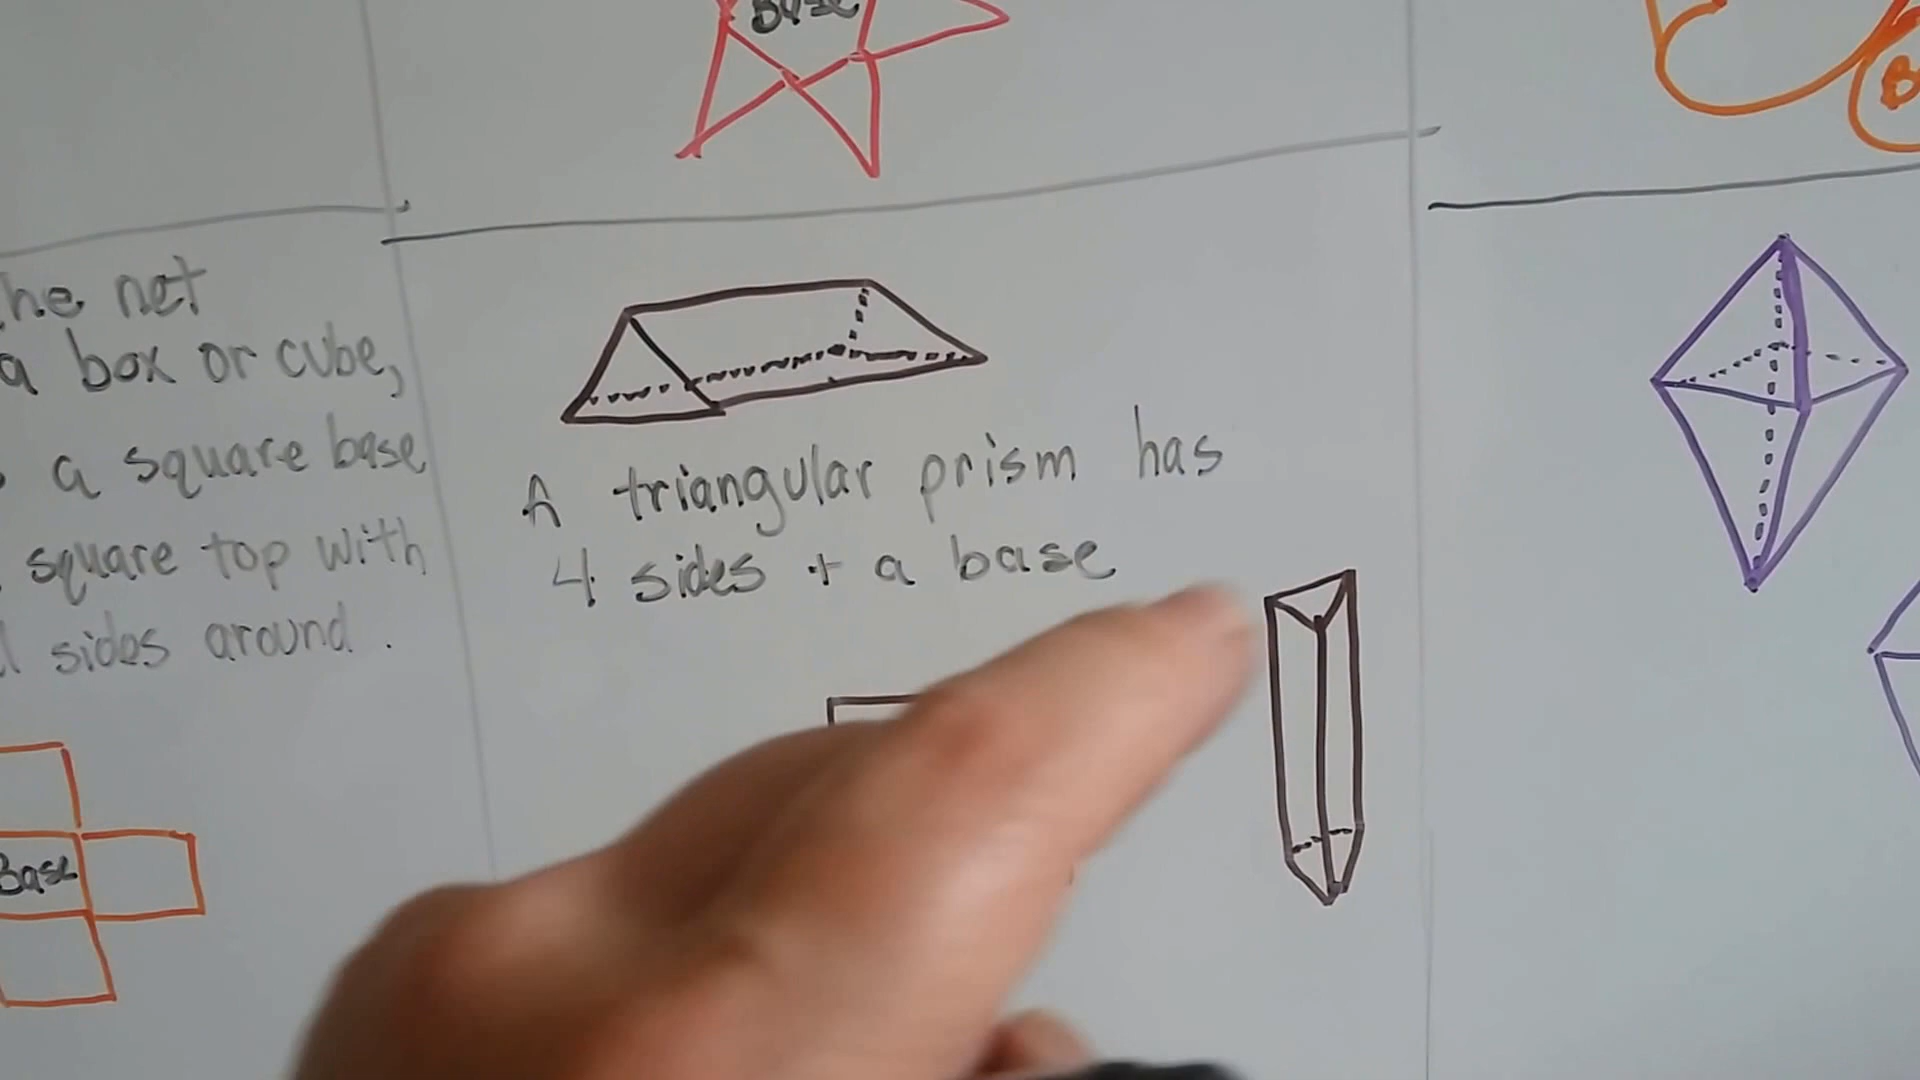 Base
he net
a box or cube,
a square base
square top with
sides around.
Base
A triangular prism has
4 sides + a base
B